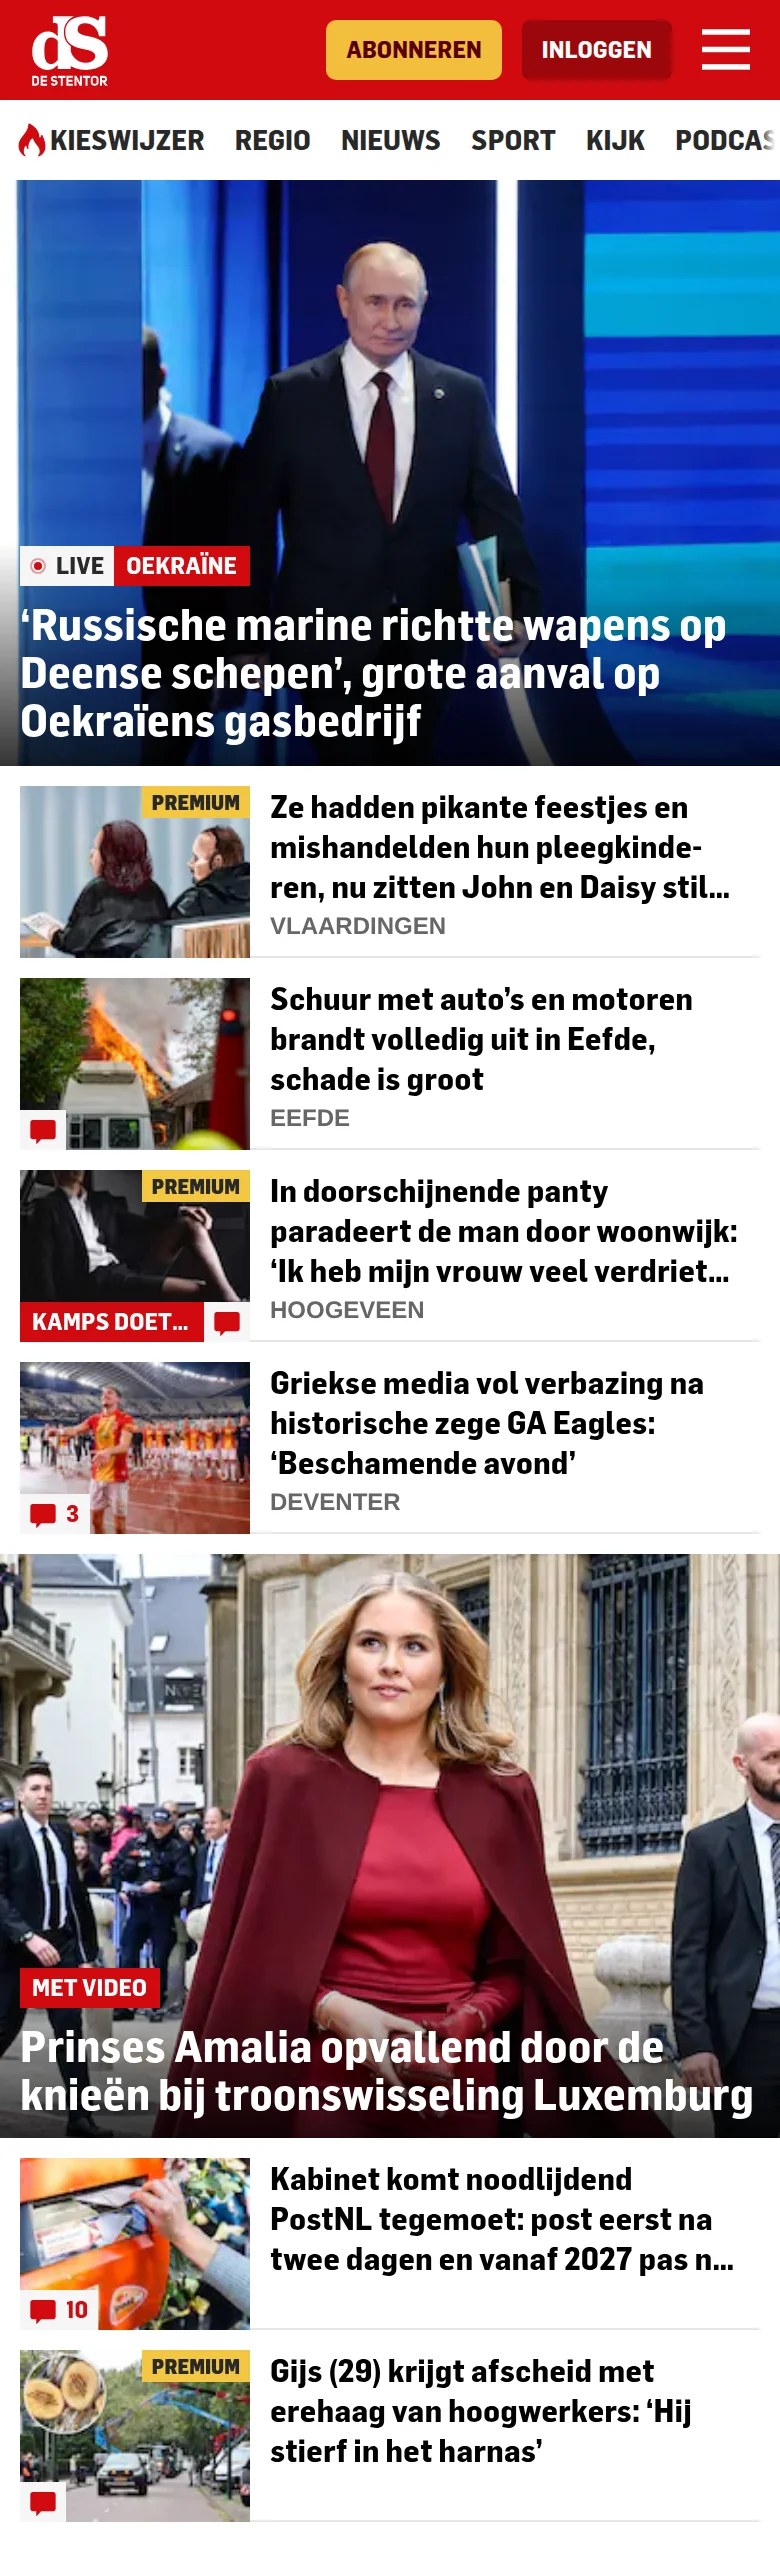 dS
DE STENTOR
ABONNEREN
INLOGGEN
KIESWIJZER REGIO NIEUWS SPORT KIJK PODCAS
LIVE OEKRAÏNE
‘Russische marine richtte wapens op
Deense schepen’, grote aanval op
Oekraïens gasbedrijf
PREMIUM
Ze hadden pikante feestjes en
mishandelden hun pleegkinde-
ren, nu zitten John en Daisy stil...
VLAARDINGEN
Schuur met auto’s en motoren
brandt volledig uit in Eefde,
schade is groot
EEFDE
PREMIUM
KAMPS DOET...
In doorschijnende panty
paradeert de man door woonwijk:
‘Ik heb mijn vrouw veel verdriet...
HOOGEVEEN
3
Griekse media vol verbazing na
historische zege GA Eagles:
‘Beschamende avond’
DEVENTER
MET VIDEO
Prinses Amalia opvallend door de
knieën bij troonswisseling Luxemburg
10
Kabinet komt noodlijdend
PostNL tegemoet: post eerst na
twee dagen en vanaf 2027 pas n...
PREMIUM
Gijs (29) krijgt afscheid met
erehaag van hoogwerkers: ‘Hij
stierf in het harnas’